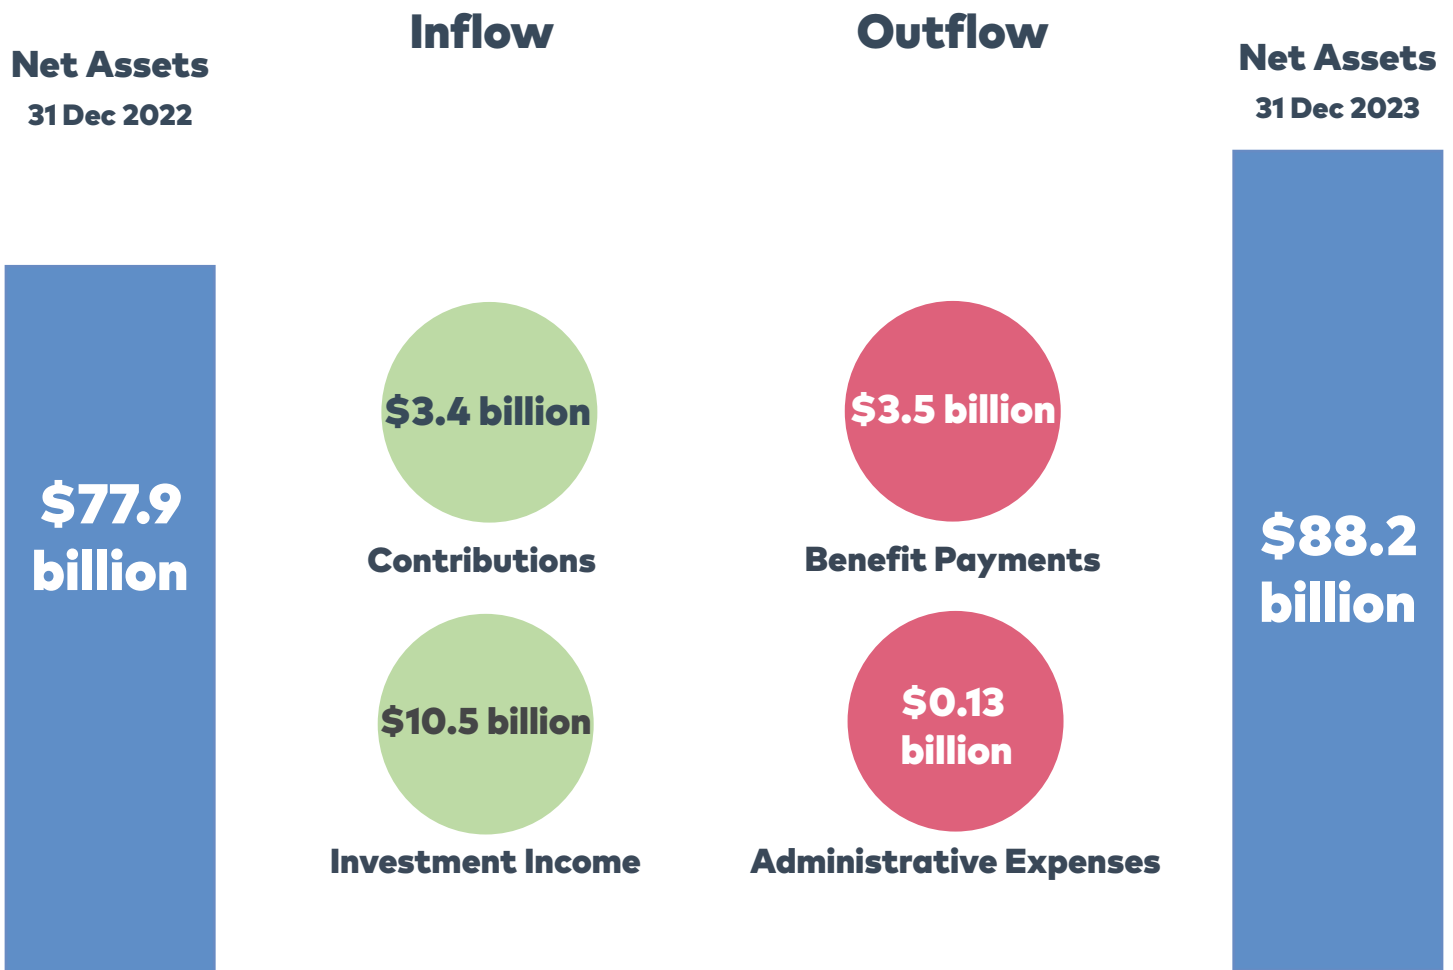 Inflow
Outflow
Net Assets
31 Dec 2022
Net Assets
31 Dec 2023
$3.4 billion
$3.5 billion
$77.9
billion
$88.2
billion
Contributions
Benefit Payments
$10.5 billion
$0.13
billion
Investment Income
Administrative Expenses